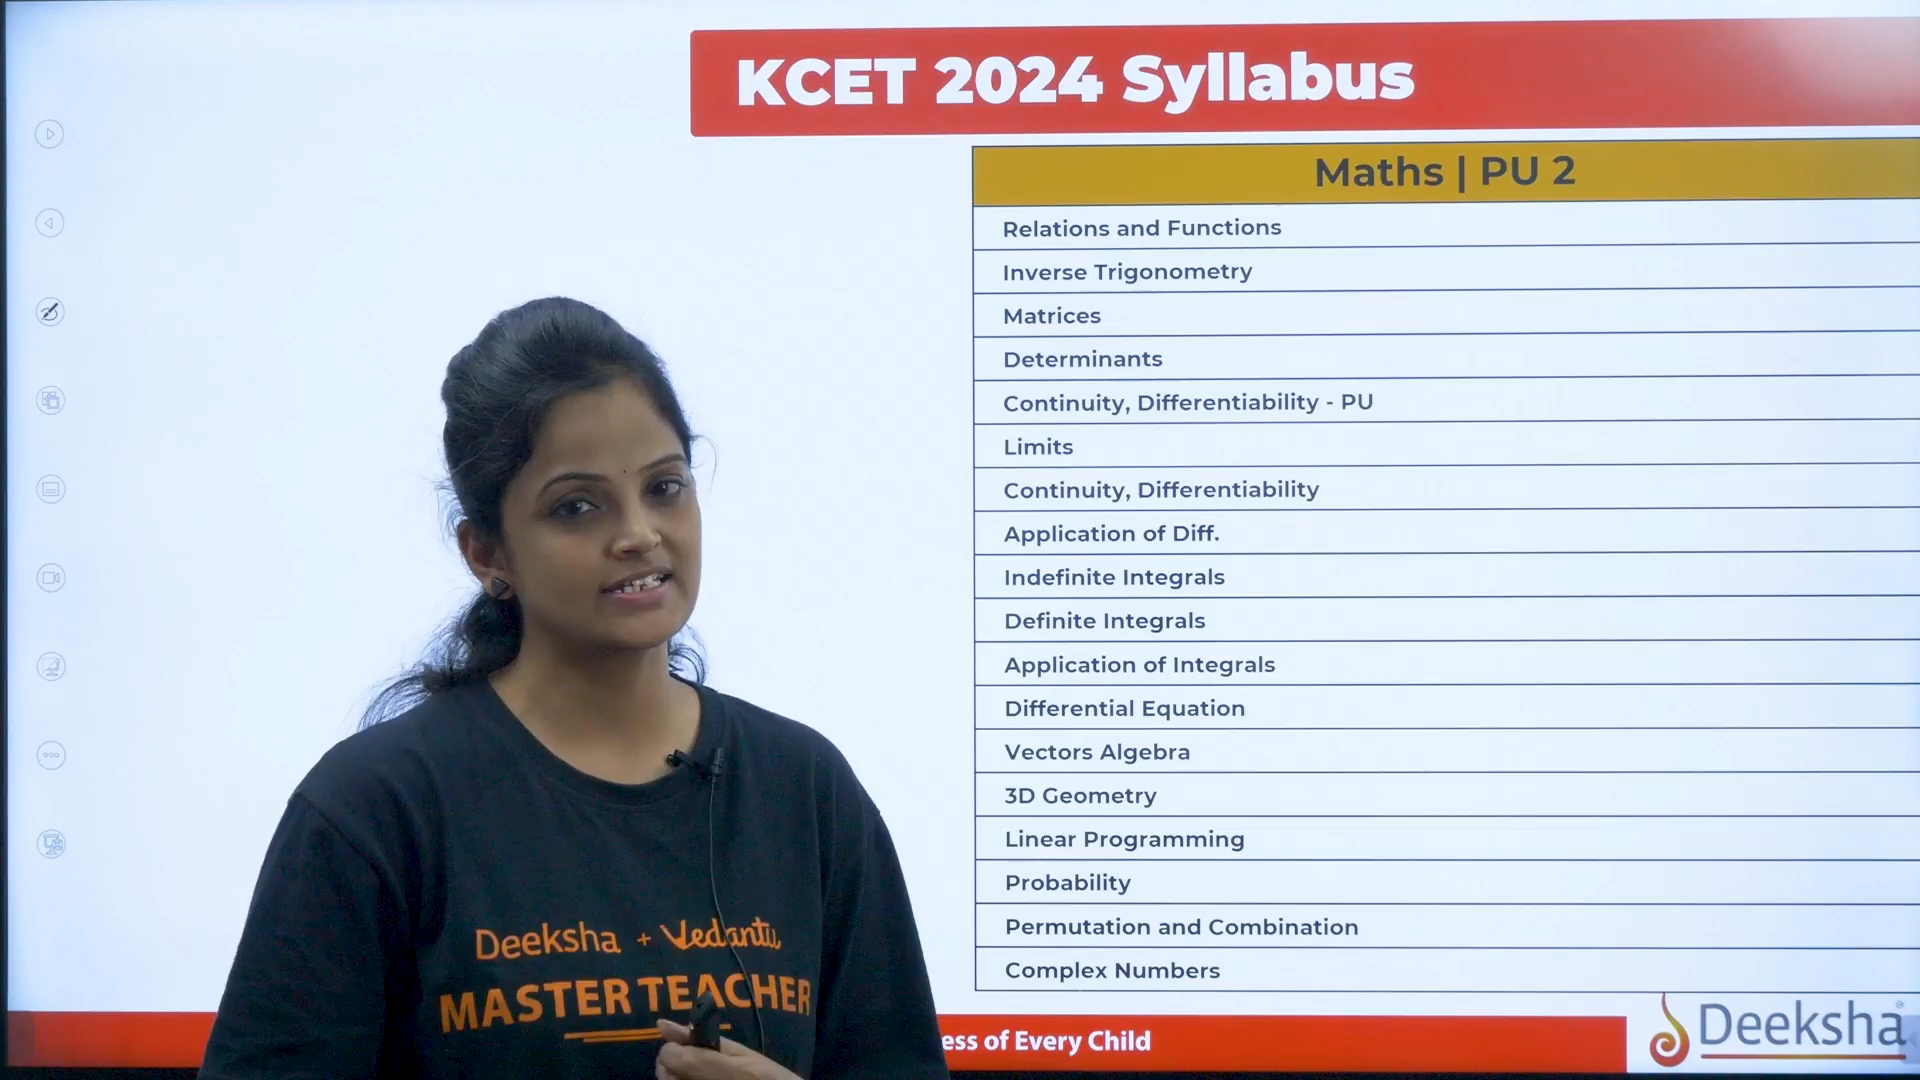 KCET 2024 Syllabus
Maths | PU 2
Relations and Functions
Inverse Trigonometry
Matrices
Determinants
Continuity, Differentiability - PU
Limits
Continuity, Differentiability
Application of Diff.
Indefinite Integrals
Definite Integrals
Application of Integrals
Differential Equation
Vectors Algebra
3D Geometry
Linear Programming
Probability
Permutation and Combination
Complex Numbers
Deeksha + Vedantu
MASTER TEACHER
ess of Every Child
Deeksha